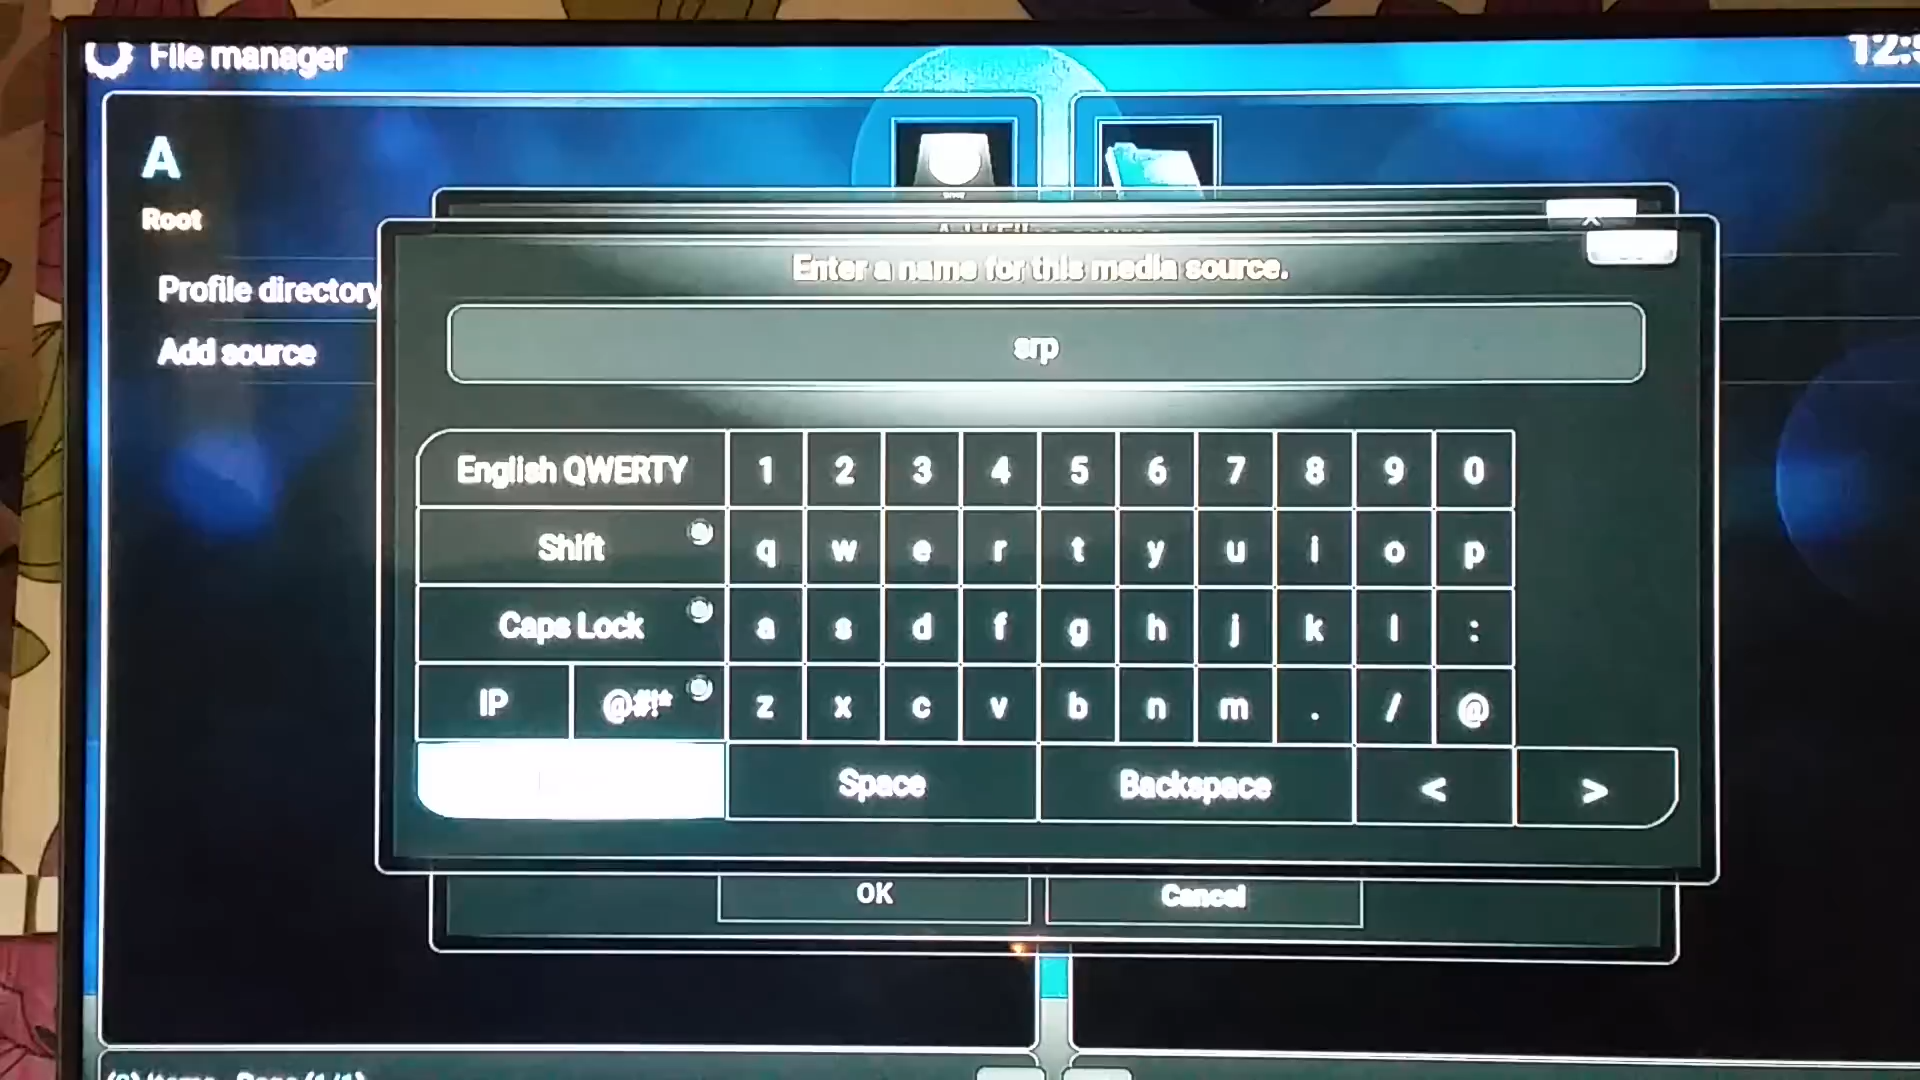 File manager
A
Root
Profile directory
Add source
Enter a name for this media source.
srp
English QWERTY 1 2 3 4 5 6 7 8 9 0
Shift q w e r t y u i o p
Caps Lock a s d f g h j k l :
IP @#!* z x c v b n m . / @
Space Backspace < >
OK Cancel